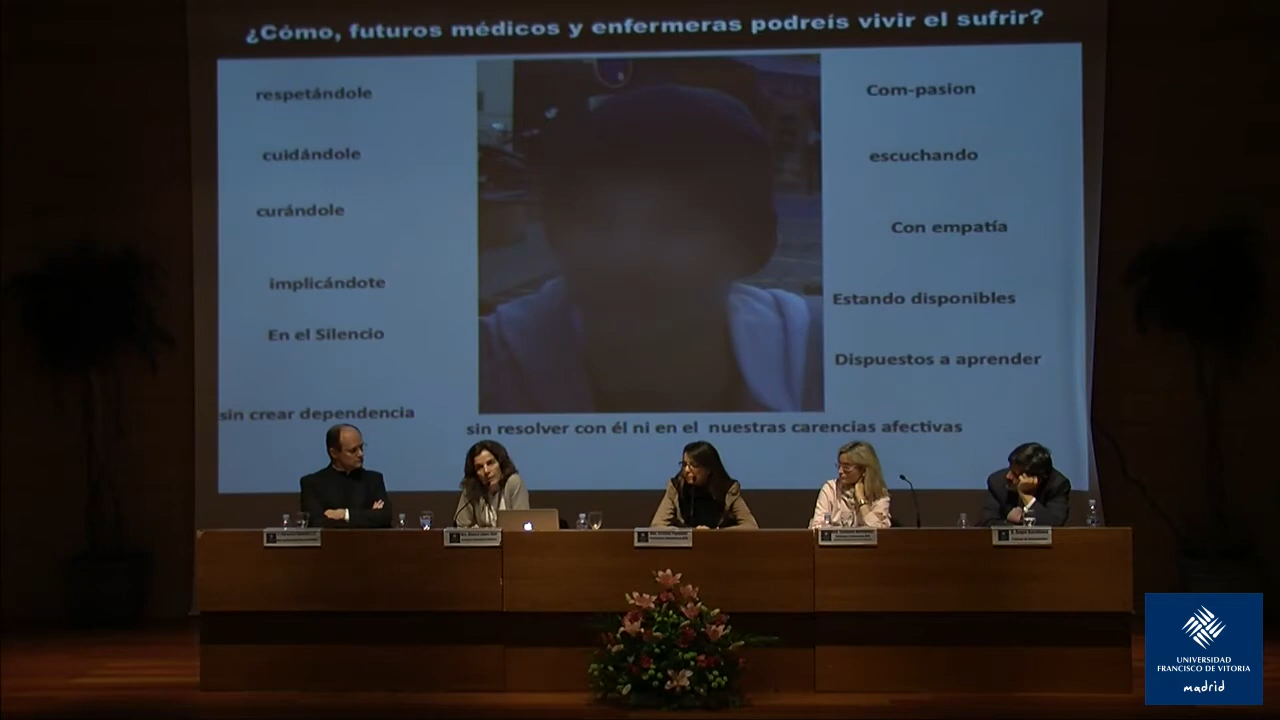 ¿Cómo, futuros médicos y enfermeras podreís vivir el sufrir?
respetándole
Com-pasion
cuidándole
escuchando
curándole
Con empatía
implicándote
Estando disponibles
En el Silencio
Dispuestos a aprender
sin crear dependencia
sin resolver con él ni en el nuestras carencias afectivas
UNIVERSIDAD
FRANCISCO DE VITORIA
madrid